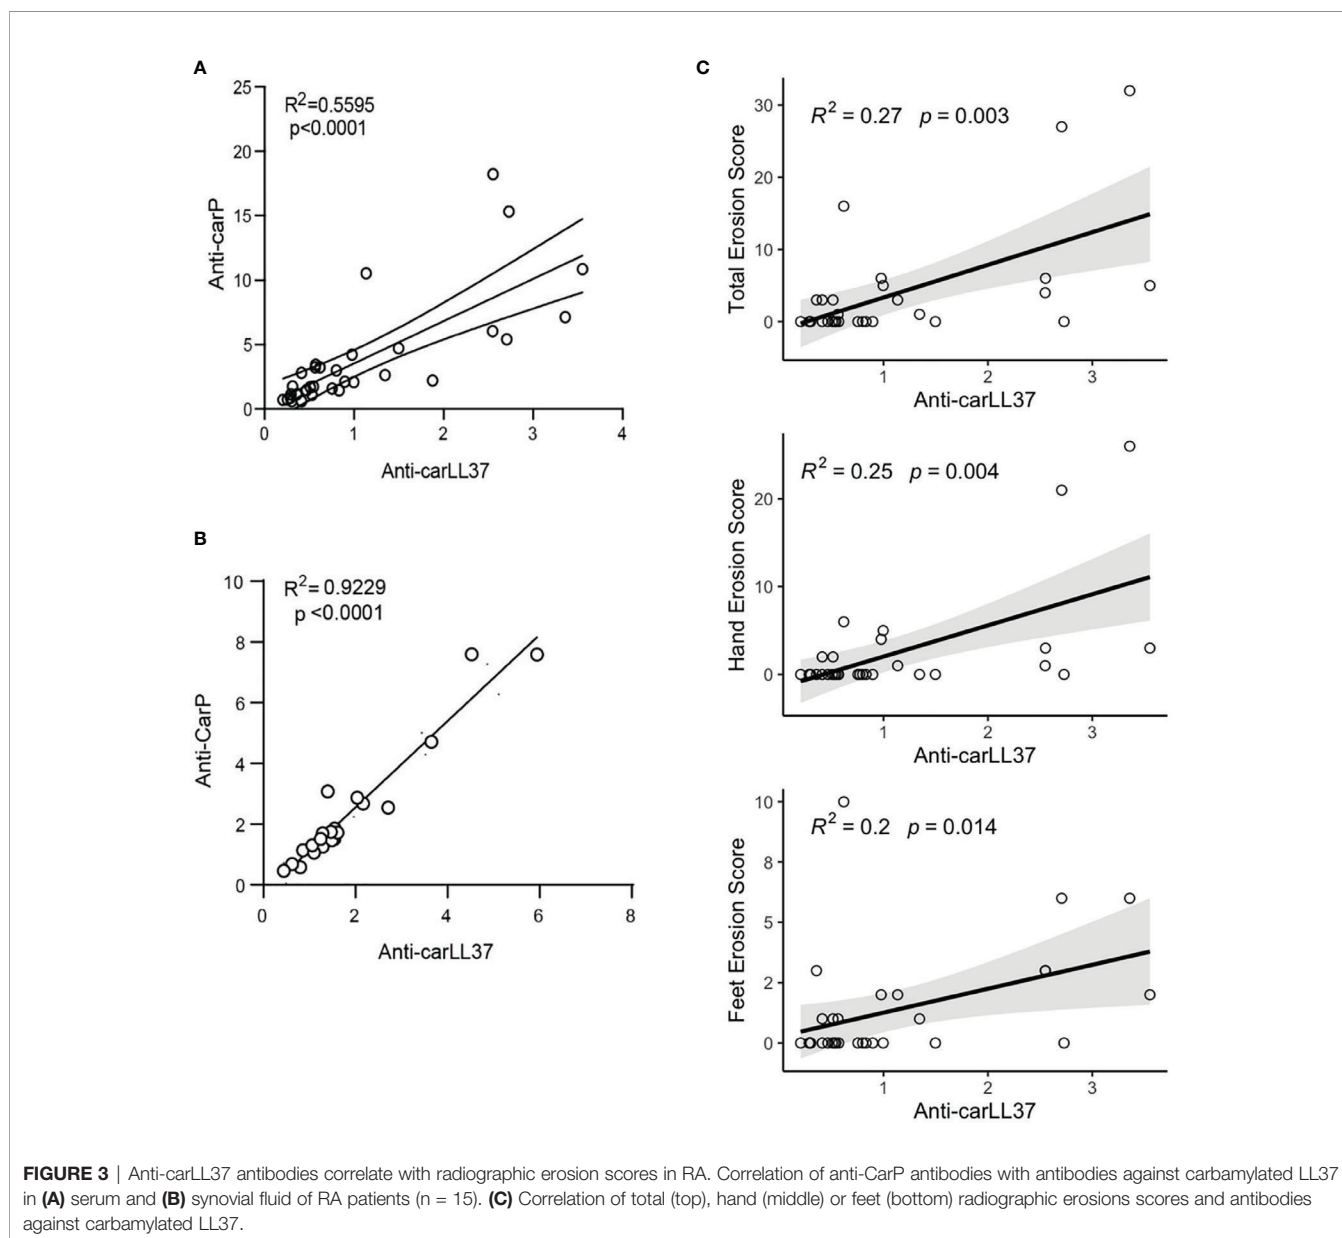 A
R2=0.5595
p<0.0001
25
20
15
10
5
0
Anti-carP
0 1 2 3 4
Anti-carLL37
B
R2= 0.9229
p <0.0001
10
8
6
4
2
0
Anti-CarP
0 2 4 6 8
Anti-carLL37
C
R2 = 0.27 p = 0.003
30
20
10
0
Total Erosion Score
1 2 3
Anti-carLL37
R2 = 0.25 p = 0.004
20
10
0
Hand Erosion Score
1 2 3
Anti-carLL37
R2 = 0.2 p = 0.014
10
8
5
2
0
Feet Erosion Score
1 2 3
Anti-carLL37
FIGURE 3 | Anti-carLL37 antibodies correlate with radiographic erosion scores in RA. Correlation of anti-CarP antibodies with antibodies against carbamylated LL37
in (A) serum and (B) synovial fluid of RA patients (n = 15). (C) Correlation of total (top), hand (middle) or feet (bottom) radiographic erosions scores and antibodies
against carbamylated LL37.